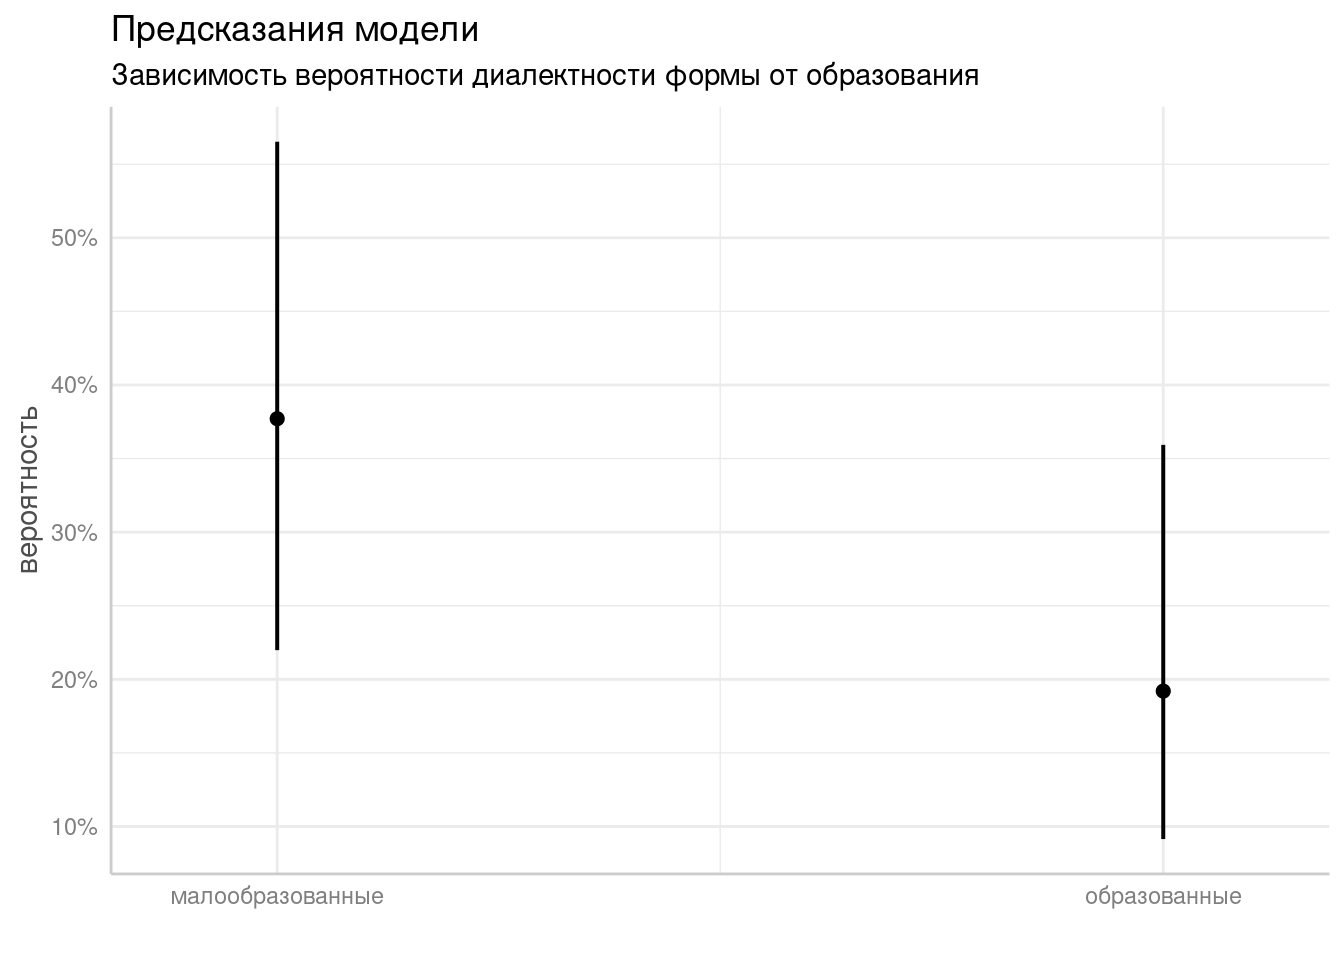 Предсказания модели
Зависимость вероятности диалектности формы от образования
вероятность
50%
40%
30%
20%
10%
малообразованные
образованные